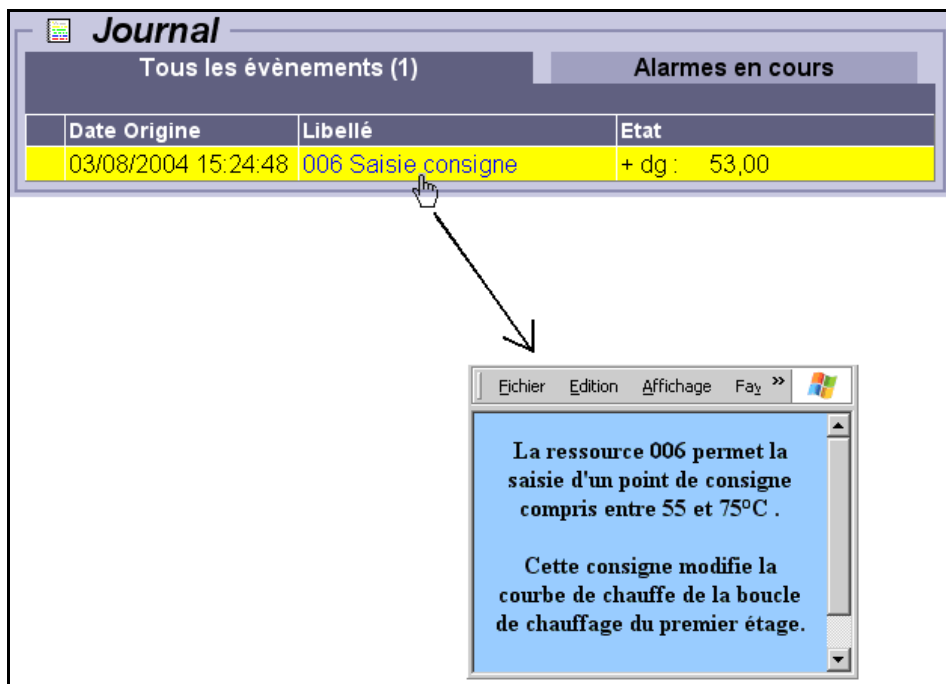 Journal
Tous les évènements (1) Alarmes en cours
Date Origine Libellé Etat
03/08/2004 15:24:48 006 Saisie consigne + dg : 53,00
Fichier Edition Affichage Fav »
La ressource 006 permet la
saisie d'un point de consigne
compris entre 55 et 75°C .
Cette consigne modifie la
courbe de chauffe de la boucle
de chauffage du premier étage.